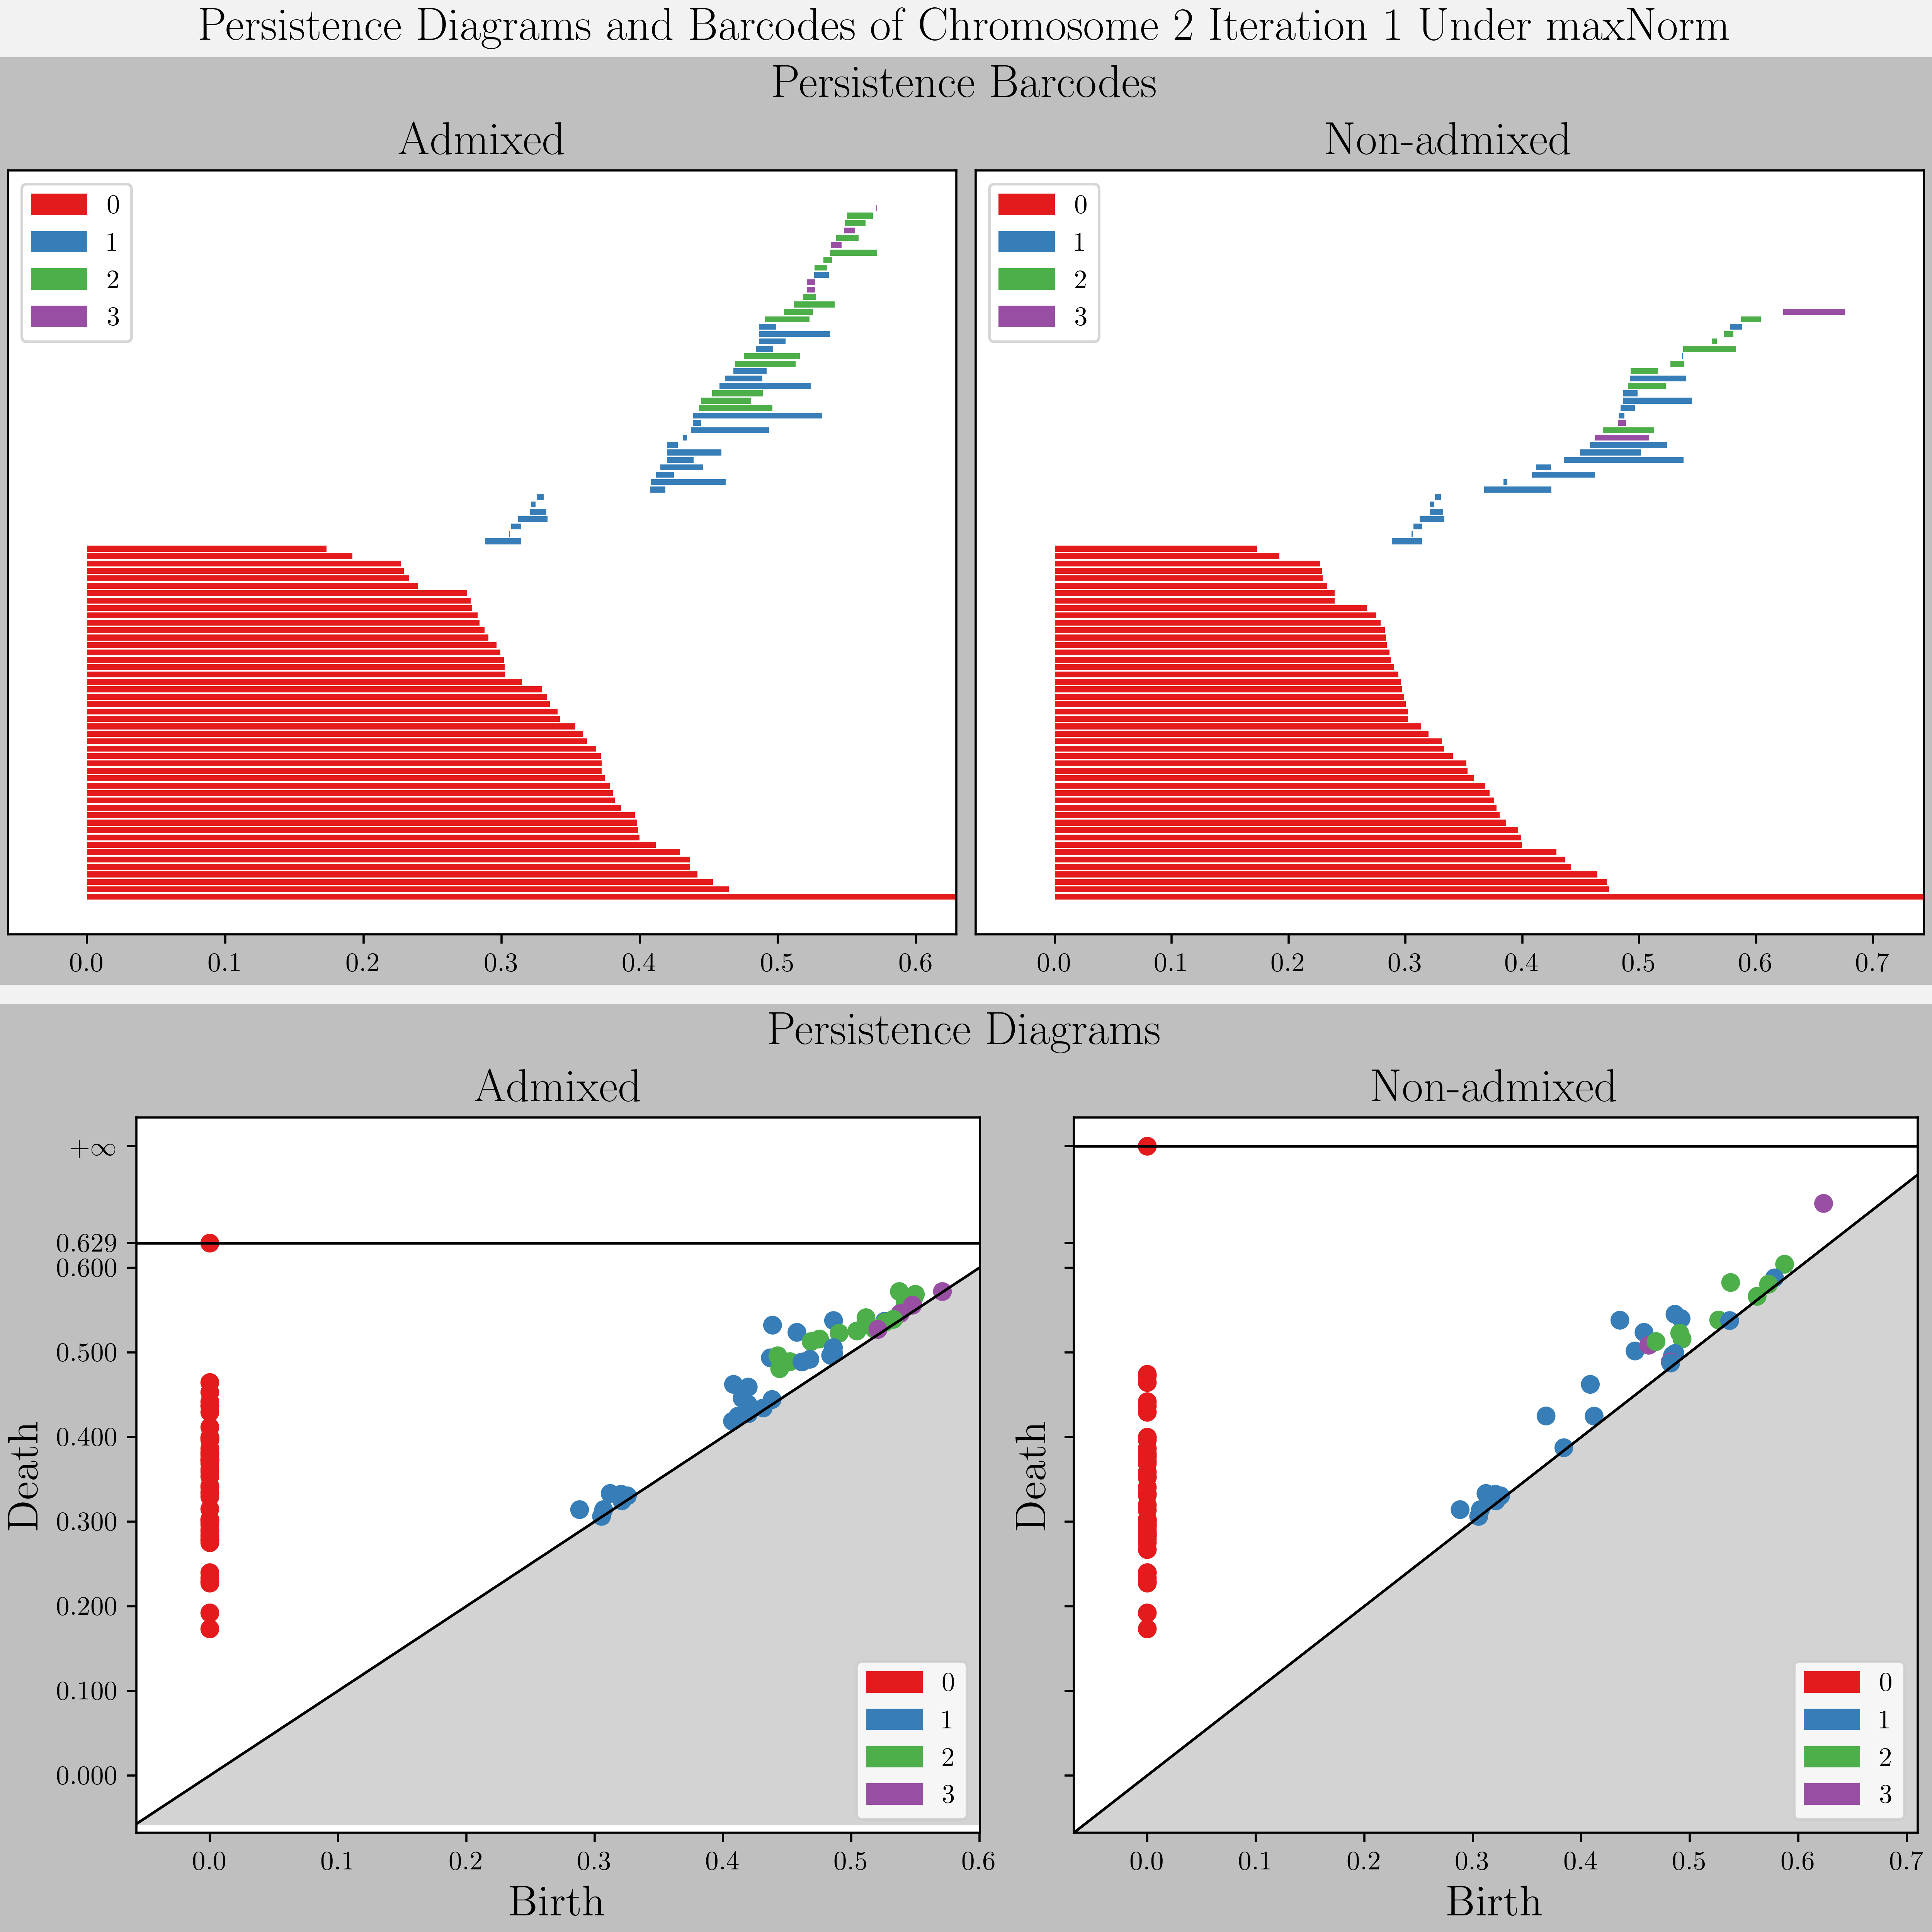 Persistence Diagrams and Barcodes of Chromosome 2 Iteration 1 Under maxNorm
Persistence Barcodes
Admixed
Non-admixed
0
1
2
3
0
1
2
3
0.0 0.1 0.2 0.3 0.4 0.5 0.6
0.0 0.1 0.2 0.3 0.4 0.5 0.6 0.7
Persistence Diagrams
Admixed
Non-admixed
+∞
0.629
0.600
0.500
0.400
0.300
0.200
0.100
0.000
Death
Death
0
1
2
3
0
1
2
3
0.0 0.1 0.2 0.3 0.4 0.5 0.6
0.0 0.1 0.2 0.3 0.4 0.5 0.6 0.7
Birth
Birth